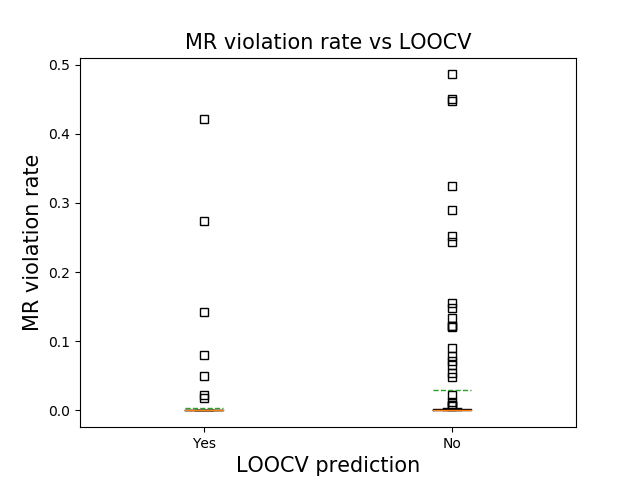 MR violation rate vs LOOCV
MR violation rate
0.5
0.4
0.3
0.2
0.1
0.0
Yes
No
LOOCV prediction